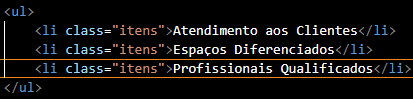 <ul>
<li class="itens">Atendimento aos Clientes</li>
<li class="itens">Espaços Diferenciados</li>
<li class="itens">Profissionais Qualificados</li>
</ul>